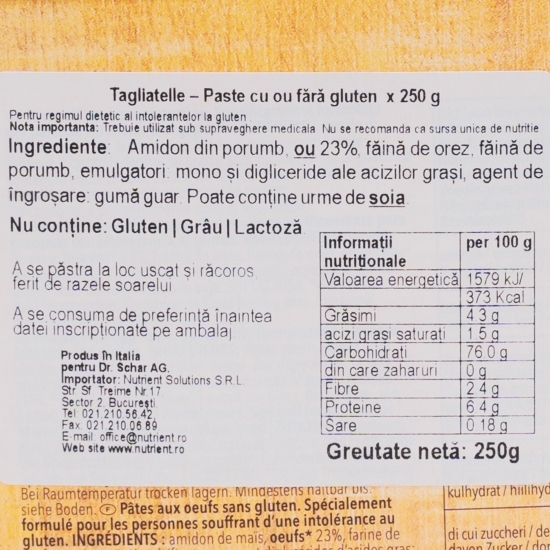 Tagliatelle – Paste cu ou fără gluten x 250 g
Pentru regimul dietetic al intolerantelor la gluten
Nota importanta: Trebuie utilizat sub supraveghere medicala Nu se recomanda ca sursa unica de nutritie
Ingrediente: Amidon din porumb, ou 23%, făină de orez, făină de
porumb, emulgatori: mono și digliceride ale acizilor grași, agent de
îngroșare: gumă guar. Poate conține urme de soia.
Nu conține: Gluten | Grâu | Lactoză
A se păstra la loc uscat și răcoros
ferit de razele soarelui
A se consuma de preferință înaintea
datei inscripționate pe ambalaj
Produs în Italia
pentru Dr. Schar AG.
Importator: Nutrient Solutions S.R.L.
Str Sf Treime Nr.17
Sector 2, București
Tel 021.210.56.42
Fax 021.210.06.89
E-mail office@nutrient.ro
Web site www.nutrient.ro
Informații nutriționale per 100 g
Valoarea energetică 1579 kJ/
373 Kcal
Grăsimi 4.3 g
acizi grași saturați 1.5 g
Carbohidrati 76.0 g
din care zaharuri 0 g
Fibre 2.4 g
Proteine 6.4 g
Sare 0.18 g
Greutate netă: 250g
Bei Raumtemperatur trocken lagern. Mindestens haltbar bis:
siehe Boden. Pâtes aux oeufs sans gluten. Spécialement
formulé pour les personnes souffrant d'une intolérance au
gluten. INGRÉDIENTS : amidon de maïs, oeufs* 23%, farine de
kulhydrat / hiilihyd
di cui zuccheri / de
davon Zucker / do